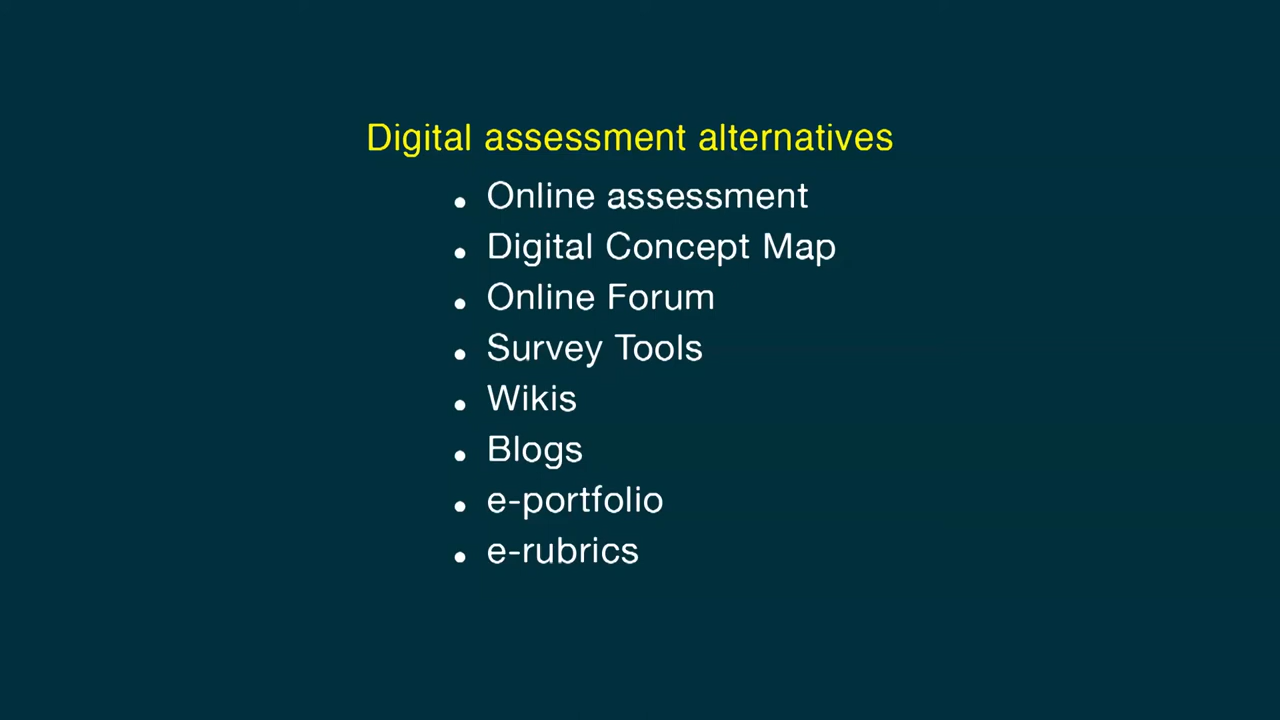 Digital assessment alternatives
• Online assessment
• Digital Concept Map
• Online Forum
• Survey Tools
• Wikis
• Blogs
• e-portfolio
• e-rubrics